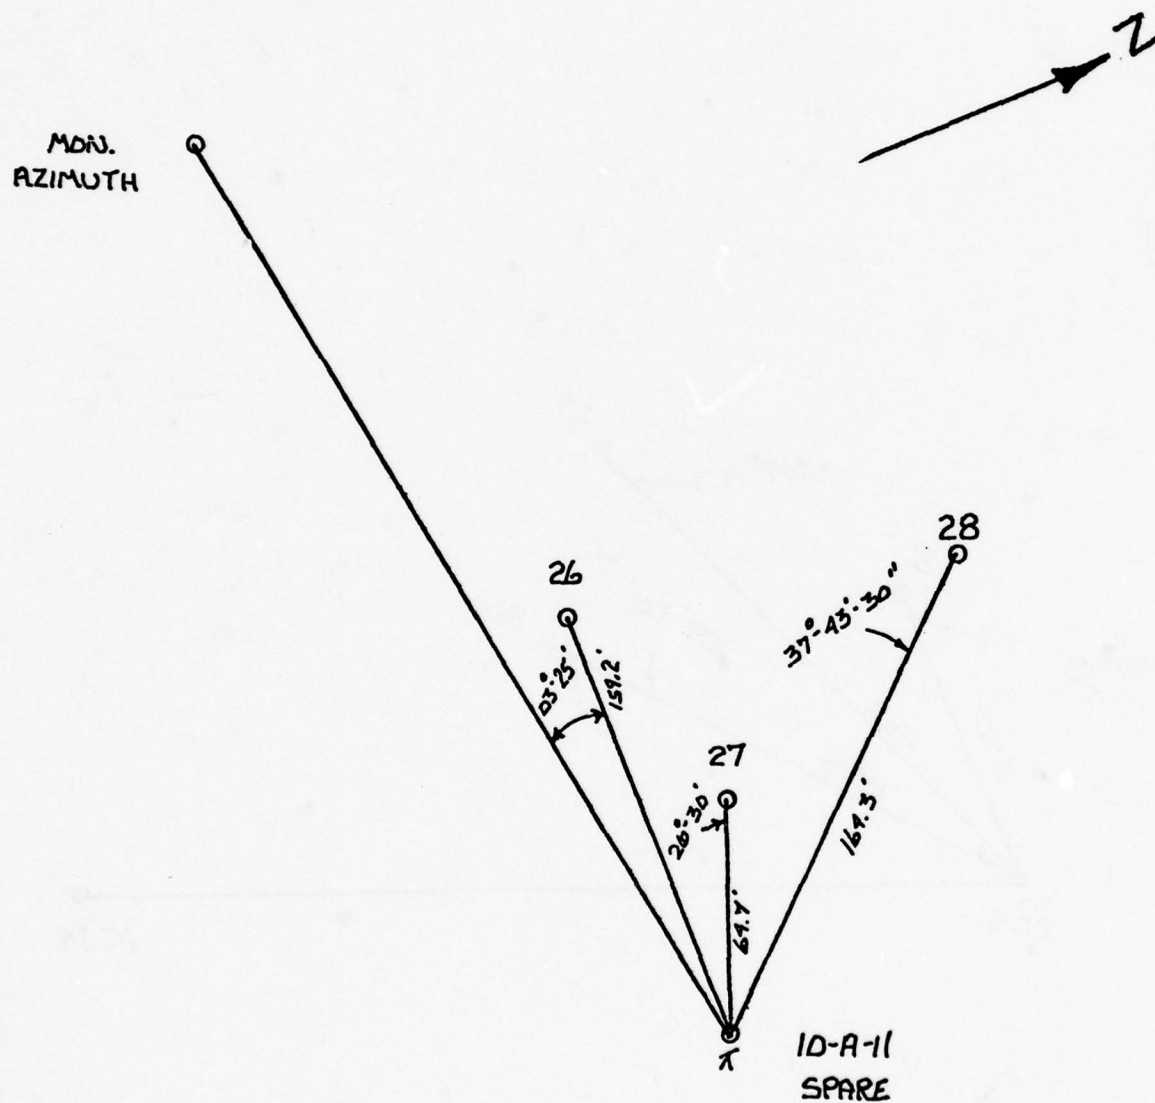 N
MON.
AZIMUTH
28
26
37°-43'-30"
03°-25'
159.2'
27
26°-30'
164.3'
64.7'
π
10-A-11
SPARE